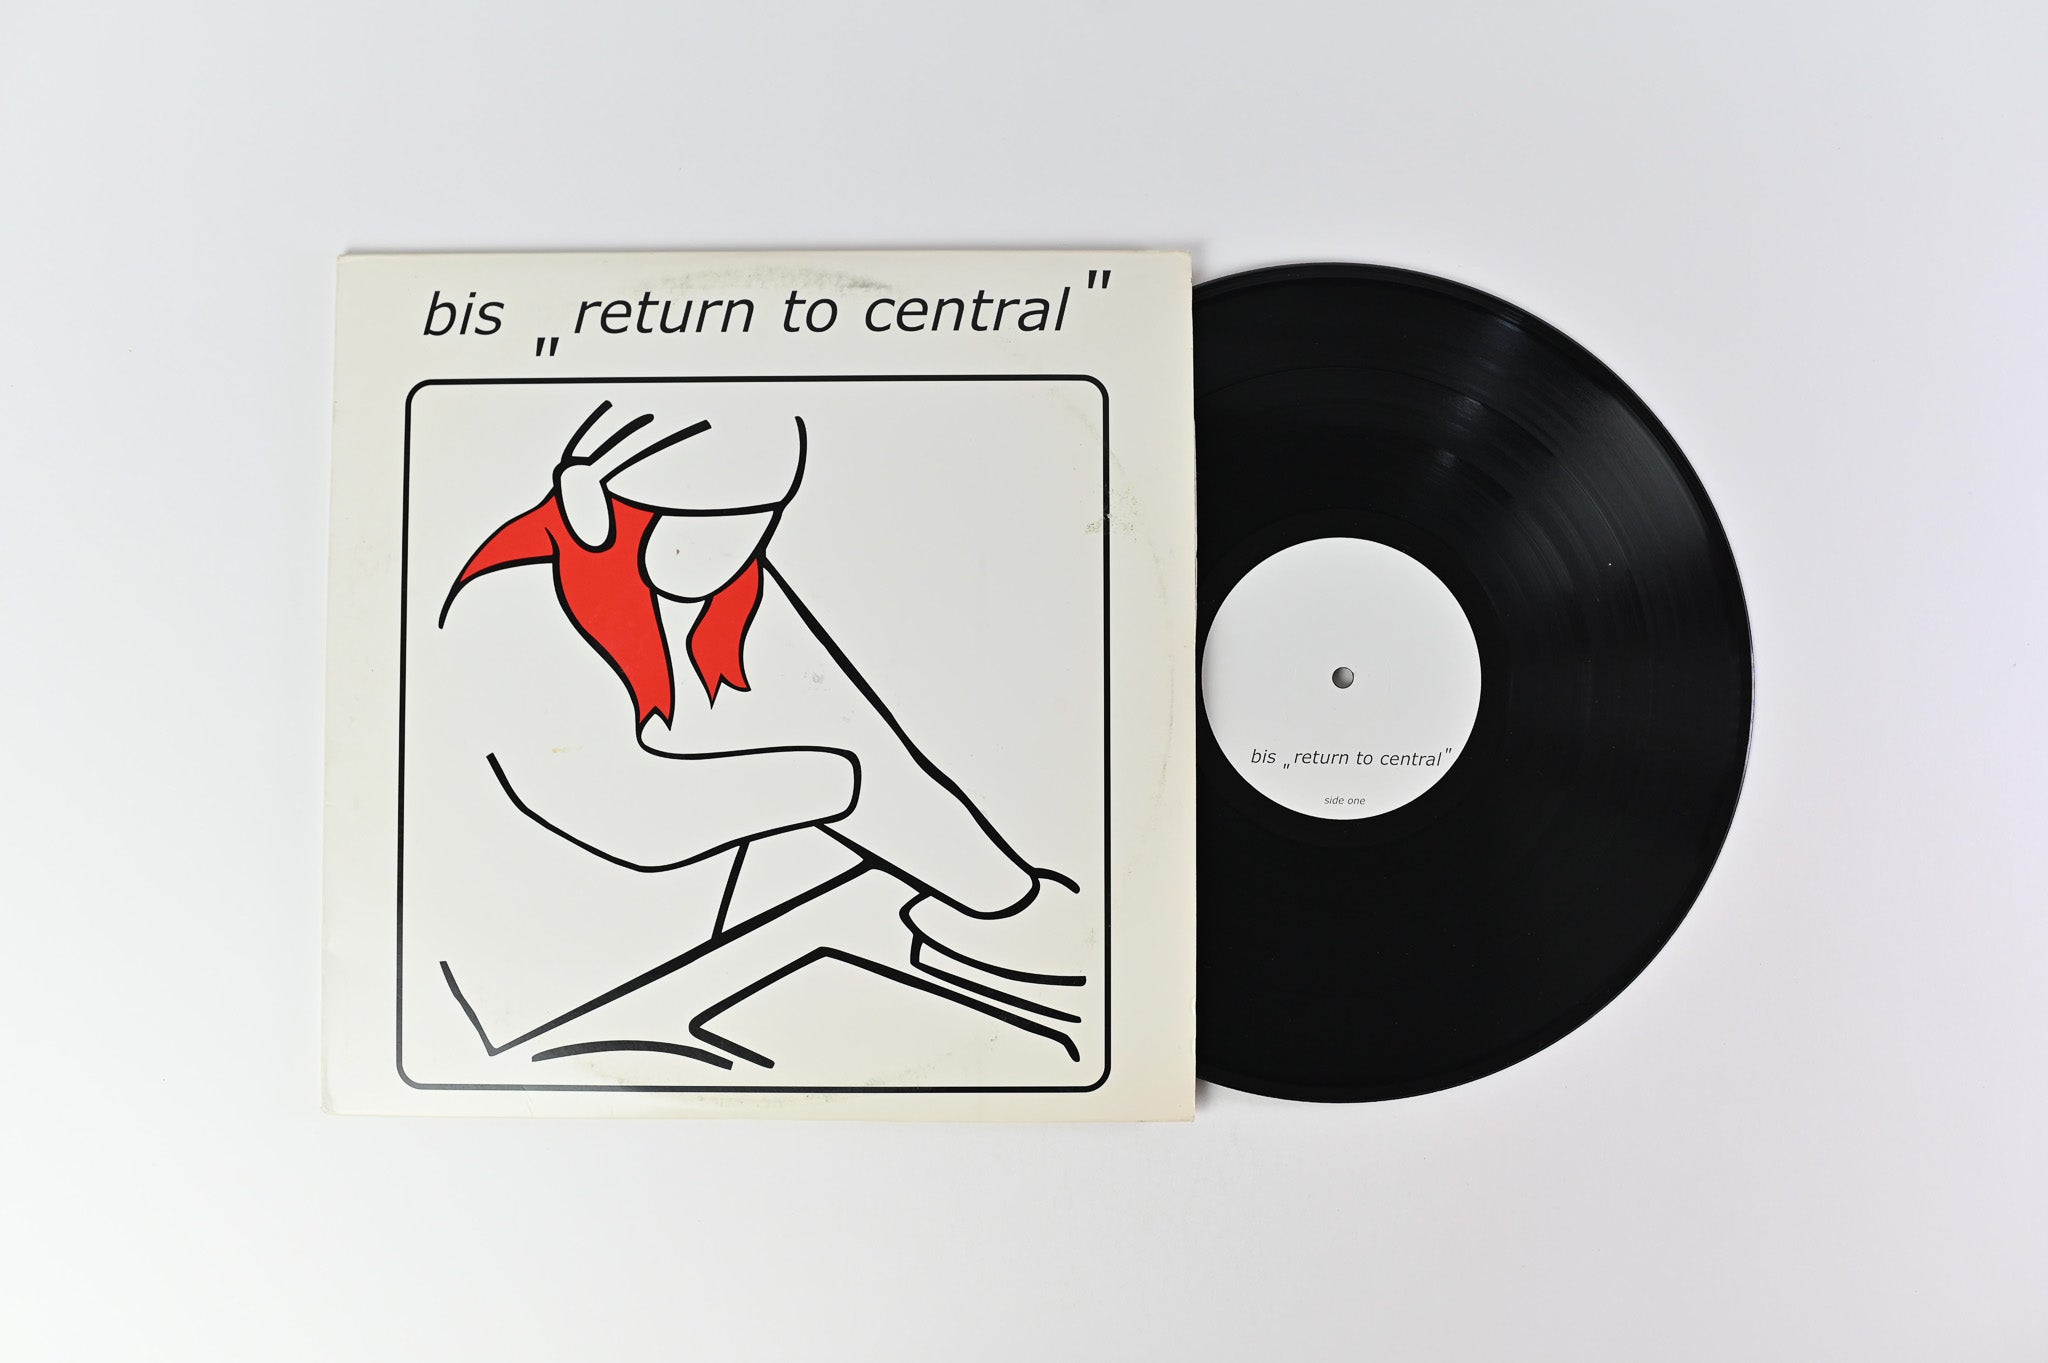 bis „return to central"
bis „return to central"
side one